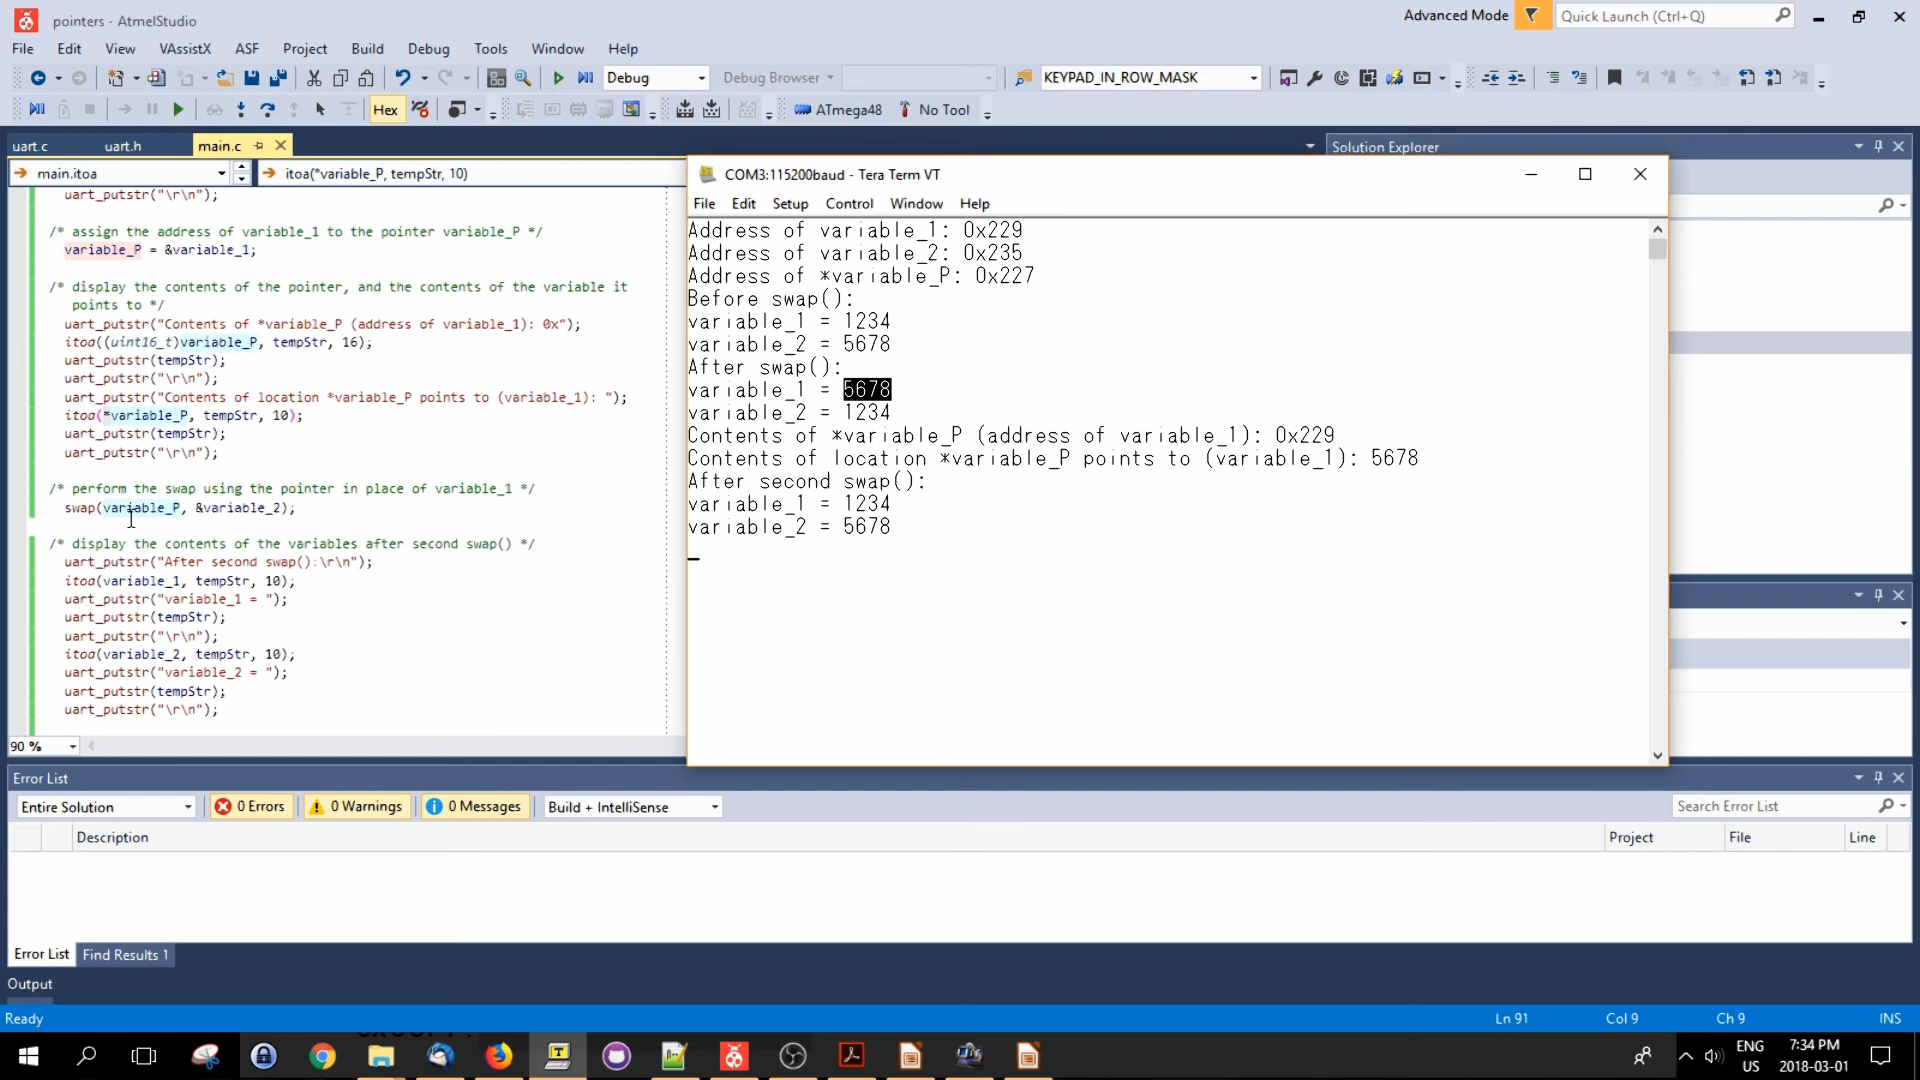 pointers - AtmelStudio
Advanced Mode
Quick Launch (Ctrl+Q)
File Edit View VAssistX ASF Project Build Debug Tools Window Help
Debug
Debug Browser
KEYPAD_IN_ROW_MASK
Hex
ATmega48
No Tool
uart.c uart.h main.c
Solution Explorer
main.itoa
itoa(*variable_P, tempStr, 10)
uart_putstr("\r\n");
/* assign the address of variable_1 to the pointer variable_P */
variable_P = &variable_1;
/* display the contents of the pointer, and the contents of the variable it
points to */
uart_putstr("Contents of *variable_P (address of variable_1): 0x");
itoa((uint16_t)variable_P, tempStr, 16);
uart_putstr(tempStr);
uart_putstr("\r\n");
uart_putstr("Contents of location *variable_P points to (variable_1): ");
itoa(*variable_P, tempStr, 10);
uart_putstr(tempStr);
uart_putstr("\r\n");
/* perform the swap using the pointer in place of variable_1 */
swap(variable_P, &variable_2);
/* display the contents of the variables after second swap() */
uart_putstr("After second swap():\r\n");
itoa(variable_1, tempStr, 10);
uart_putstr("variable_1 = ");
uart_putstr(tempStr);
uart_putstr("\r\n");
itoa(variable_2, tempStr, 10);
uart_putstr("variable_2 = ");
uart_putstr(tempStr);
uart_putstr("\r\n");
90 %
COM3:115200baud - Tera Term VT
File Edit Setup Control Window Help
Address of variable_1: 0x229
Address of variable_2: 0x235
Address of *variable_P: 0x227
Before swap():
variable_1 = 1234
variable_2 = 5678
After swap():
variable_1 = 5678
variable_2 = 1234
Contents of *variable_P (address of variable_1): 0x229
Contents of location *variable_P points to (variable_1): 5678
After second swap():
variable_1 = 1234
variable_2 = 5678
Error List
Entire Solution
0 Errors
0 Warnings
0 Messages
Build + IntelliSense
Search Error List
Description Project File Line
Error List Find Results 1
Output
Ready
Ln 91 Col 9 Ch 9 INS
ENG
US
7:34 PM
2018-03-01